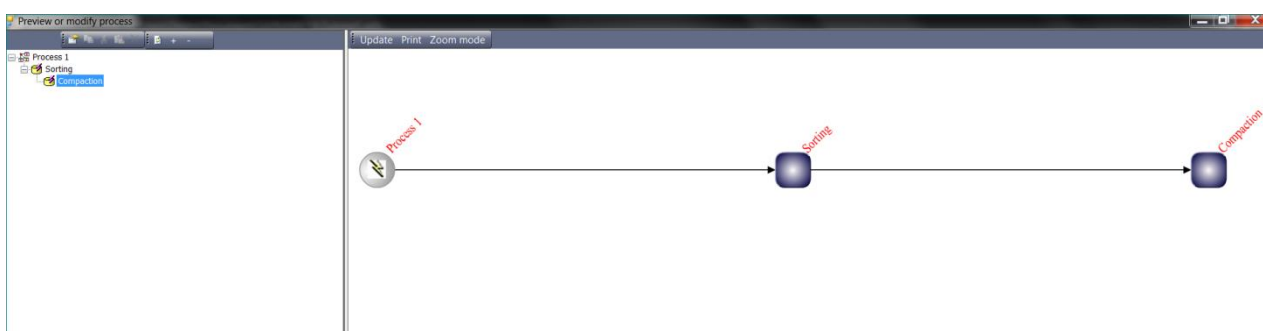 Preview or modify process
Update Print Zoom mode
Process 1
Sorting
Compaction
Process 1
Sorting
Compaction